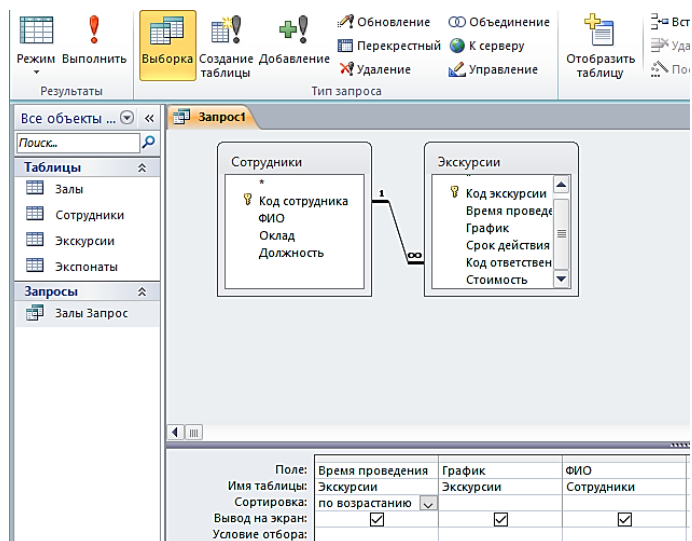 Режим
Выполнить
Результаты
Выборка
Создание
таблицы
Добавление
Обновление
Перекрестный
Удаление
Объединение
К серверу
Управление
Тип запроса
Отобразить
таблицу
Вст
Уда
Пос
Все объекты ...
Поиск...
Таблицы
Залы
Сотрудники
Экскурсии
Экспонаты
Запросы
Залы Запрос
Запрос1
Сотрудники
*
Код сотрудника
ФИО
Оклад
Должность
1
∞
Экскурсии
Код экскурсии
Время проведе
График
Срок действия
Код ответствен
Стоимость
Поле: Время проведения График ФИО
Имя таблицы: Экскурсии Экскурсии Сотрудники
Сортировка: по возрастанию
Вывод на экран:
Условие отбора: